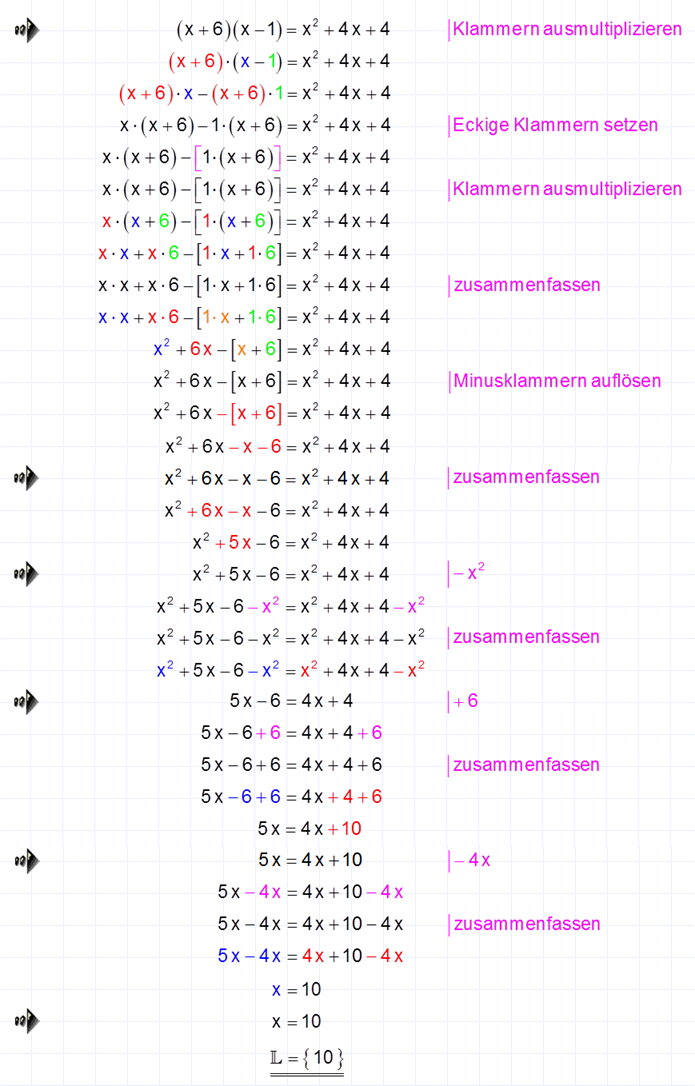 (x+6)(x−1)=x²+4x+4 |Klammern ausmultiplizieren
(x+6)·(x−1)=x²+4x+4
(x+6)·x−(x+6)·1=x²+4x+4
x·(x+6)−1·(x+6)=x²+4x+4 |Eckige Klammern setzen
x·(x+6)−[1·(x+6)]=x²+4x+4
x·(x+6)−[1·(x+6)]=x²+4x+4 |Klammern ausmultiplizieren
x·(x+6)−[1·(x+6)]=x²+4x+4
x·x+x·6−[1·x+1·6]=x²+4x+4
x·x+x·6−[1·x+1·6]=x²+4x+4 |zusammenfassen
x·x+x·6−[1·x+1·6]=x²+4x+4
x²+6x−[x+6]=x²+4x+4
x²+6x−[x+6]=x²+4x+4 |Minusklammern auflösen
x²+6x−[x+6]=x²+4x+4
x²+6x−x−6=x²+4x+4
x²+6x−x−6=x²+4x+4 |zusammenfassen
x²+6x−x−6=x²+4x+4
x²+5x−6=x²+4x+4
x²+5x−6=x²+4x+4 |−x²
x²+5x−6−x²=x²+4x+4−x²
x²+5x−6−x²=x²+4x+4−x² |zusammenfassen
x²+5x−6−x²=x²+4x+4−x²
5x−6=4x+4 |+6
5x−6+6=4x+4+6
5x−6+6=4x+4+6 |zusammenfassen
5x−6+6=4x+4+6
5x=4x+10
5x=4x+10 |−4x
5x−4x=4x+10−4x
5x−4x=4x+10−4x |zusammenfassen
5x−4x=4x+10−4x
x=10
x=10
𝕃={10}